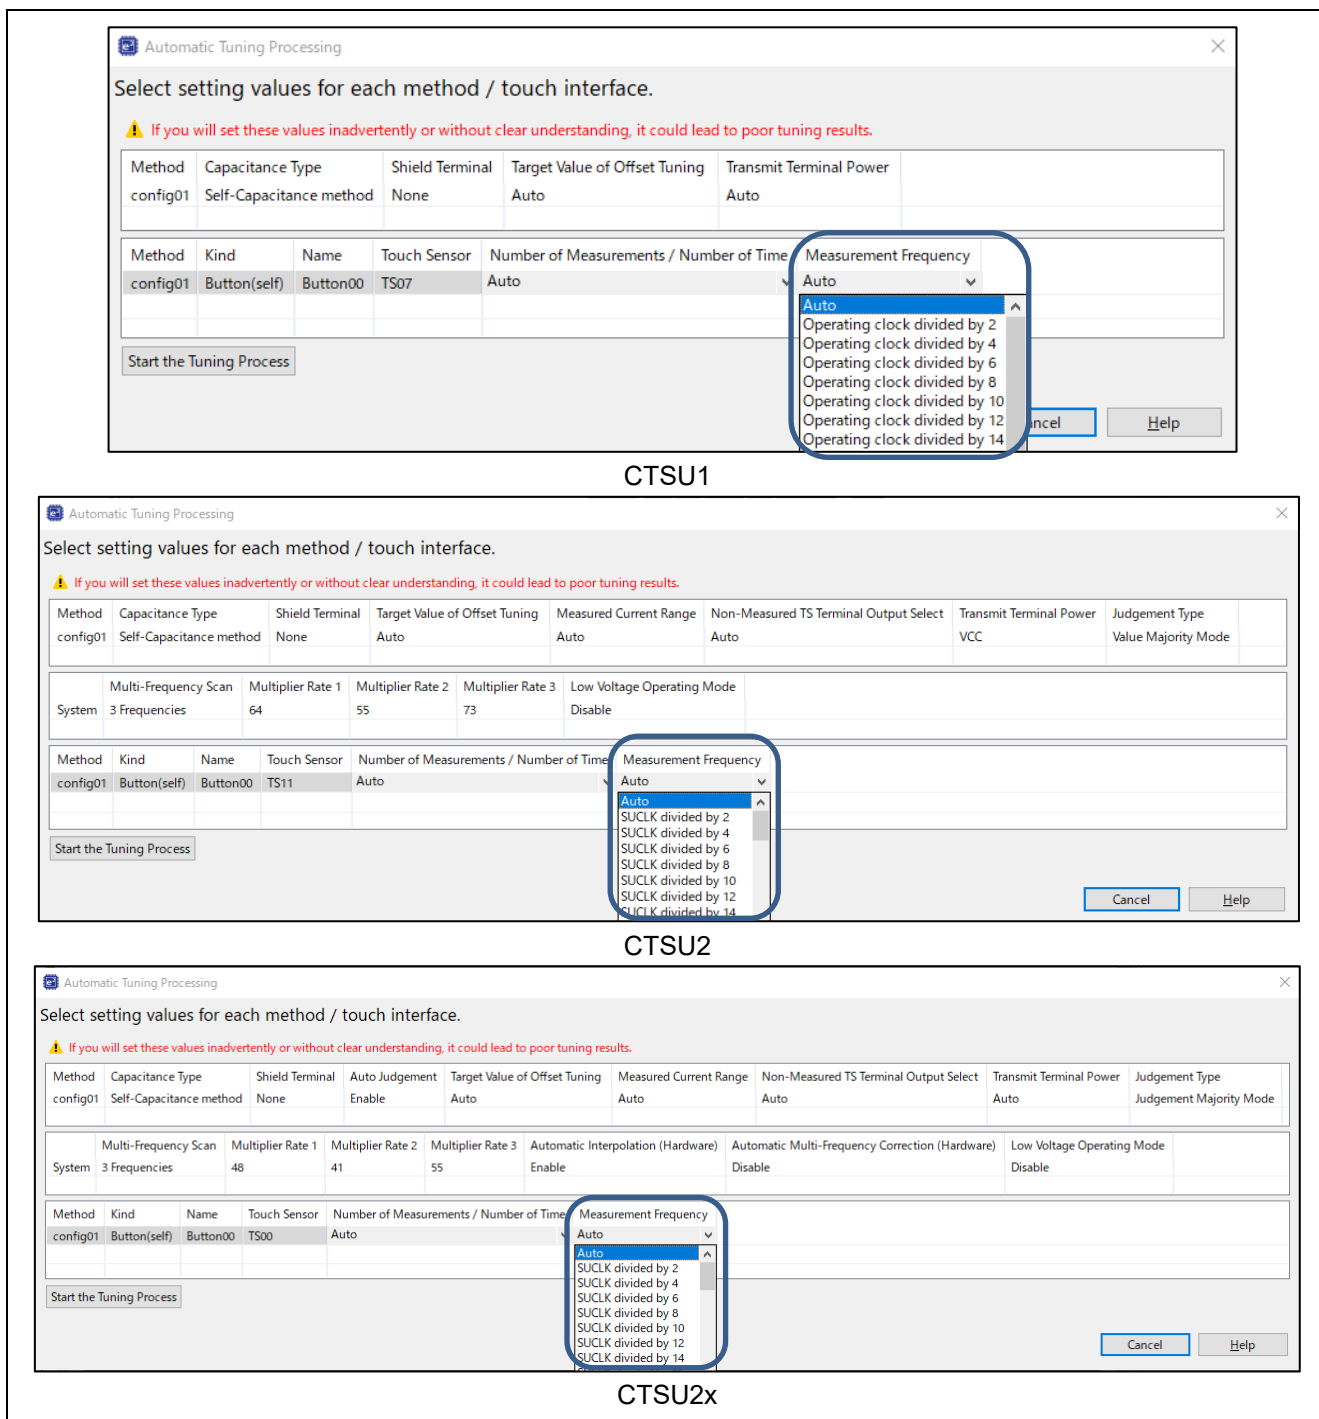 Automatic Tuning Processing
Select setting values for each method / touch interface.
If you will set these values inadvertently or without clear understanding, it could lead to poor tuning results.
Method Capacitance Type Shield Terminal Target Value of Offset Tuning Transmit Terminal Power
config01 Self-Capacitance method None Auto Auto
Method Kind Name Touch Sensor Number of Measurements / Number of Time Measurement Frequency
config01 Button(self) Button00 TS07 Auto Auto
Auto
Operating clock divided by 2
Operating clock divided by 4
Operating clock divided by 6
Operating clock divided by 8
Operating clock divided by 10
Operating clock divided by 12
Operating clock divided by 14
Start the Tuning Process
ncel Help
CTSU1
Automatic Tuning Processing
Select setting values for each method / touch interface.
If you will set these values inadvertently or without clear understanding, it could lead to poor tuning results.
Method Capacitance Type Shield Terminal Target Value of Offset Tuning Measured Current Range Non-Measured TS Terminal Output Select Transmit Terminal Power Judgement Type
config01 Self-Capacitance method None Auto Auto Auto VCC Value Majority Mode
Multi-Frequency Scan Multiplier Rate 1 Multiplier Rate 2 Multiplier Rate 3 Low Voltage Operating Mode
System 3 Frequencies 64 55 73 Disable
Method Kind Name Touch Sensor Number of Measurements / Number of Time Measurement Frequency
config01 Button(self) Button00 TS11 Auto Auto
Auto
SUCLK divided by 2
SUCLK divided by 4
SUCLK divided by 6
SUCLK divided by 8
SUCLK divided by 10
SUCLK divided by 12
SUCLK divided by 14
Start the Tuning Process
Cancel Help
CTSU2
Automatic Tuning Processing
Select setting values for each method / touch interface.
If you will set these values inadvertently or without clear understanding, it could lead to poor tuning results.
Method Capacitance Type Shield Terminal Auto Judgement Target Value of Offset Tuning Measured Current Range Non-Measured TS Terminal Output Select Transmit Terminal Power Judgement Type
config01 Self-Capacitance method None Enable Auto Auto Auto Auto Judgement Majority Mode
Multi-Frequency Scan Multiplier Rate 1 Multiplier Rate 2 Multiplier Rate 3 Automatic Interpolation (Hardware) Automatic Multi-Frequency Correction (Hardware) Low Voltage Operating Mode
System 3 Frequencies 48 41 55 Enable Disable Disable
Method Kind Name Touch Sensor Number of Measurements / Number of Time Measurement Frequency
config01 Button(self) Button00 TS00 Auto Auto
Auto
SUCLK divided by 2
SUCLK divided by 4
SUCLK divided by 6
SUCLK divided by 8
SUCLK divided by 10
SUCLK divided by 12
SUCLK divided by 14
Start the Tuning Process
Cancel Help
CTSU2x